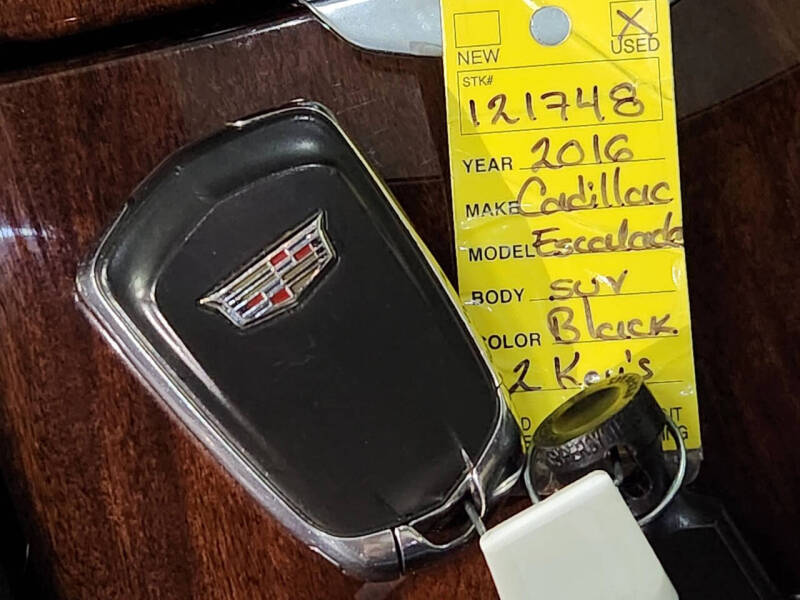 NEW USED
STK#
121748
YEAR 2016
MAKE Cadillac
MODEL Escalade
BODY SUV
COLOR Black
2 Key's